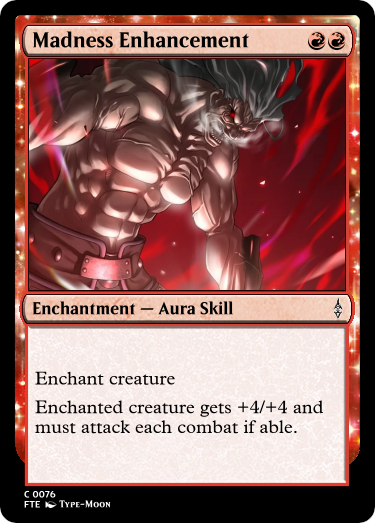 Madness Enhancement
Enchantment — Aura Skill
Enchant creature
Enchanted creature gets +4/+4 and
must attack each combat if able.
C 0076
FTE Type-Moon